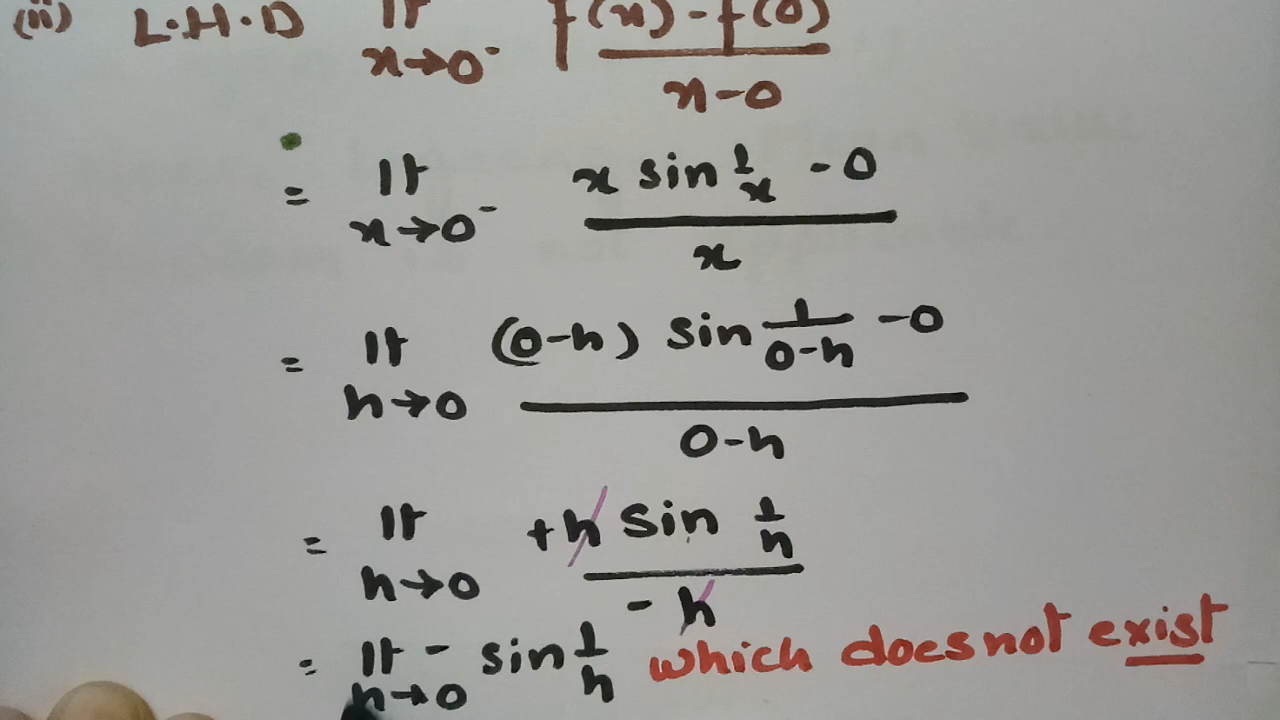 (ii) L.H.D lt x→0⁻ f(x)-f(0) / x-0
= lt x→0⁻ x sin 1/x - 0 / x
= lt h→0 (0-h) sin 1/0-h - 0 / 0-h
= lt h→0 +h sin 1/h / -h
= lt h→0 - sin 1/h which does not exist